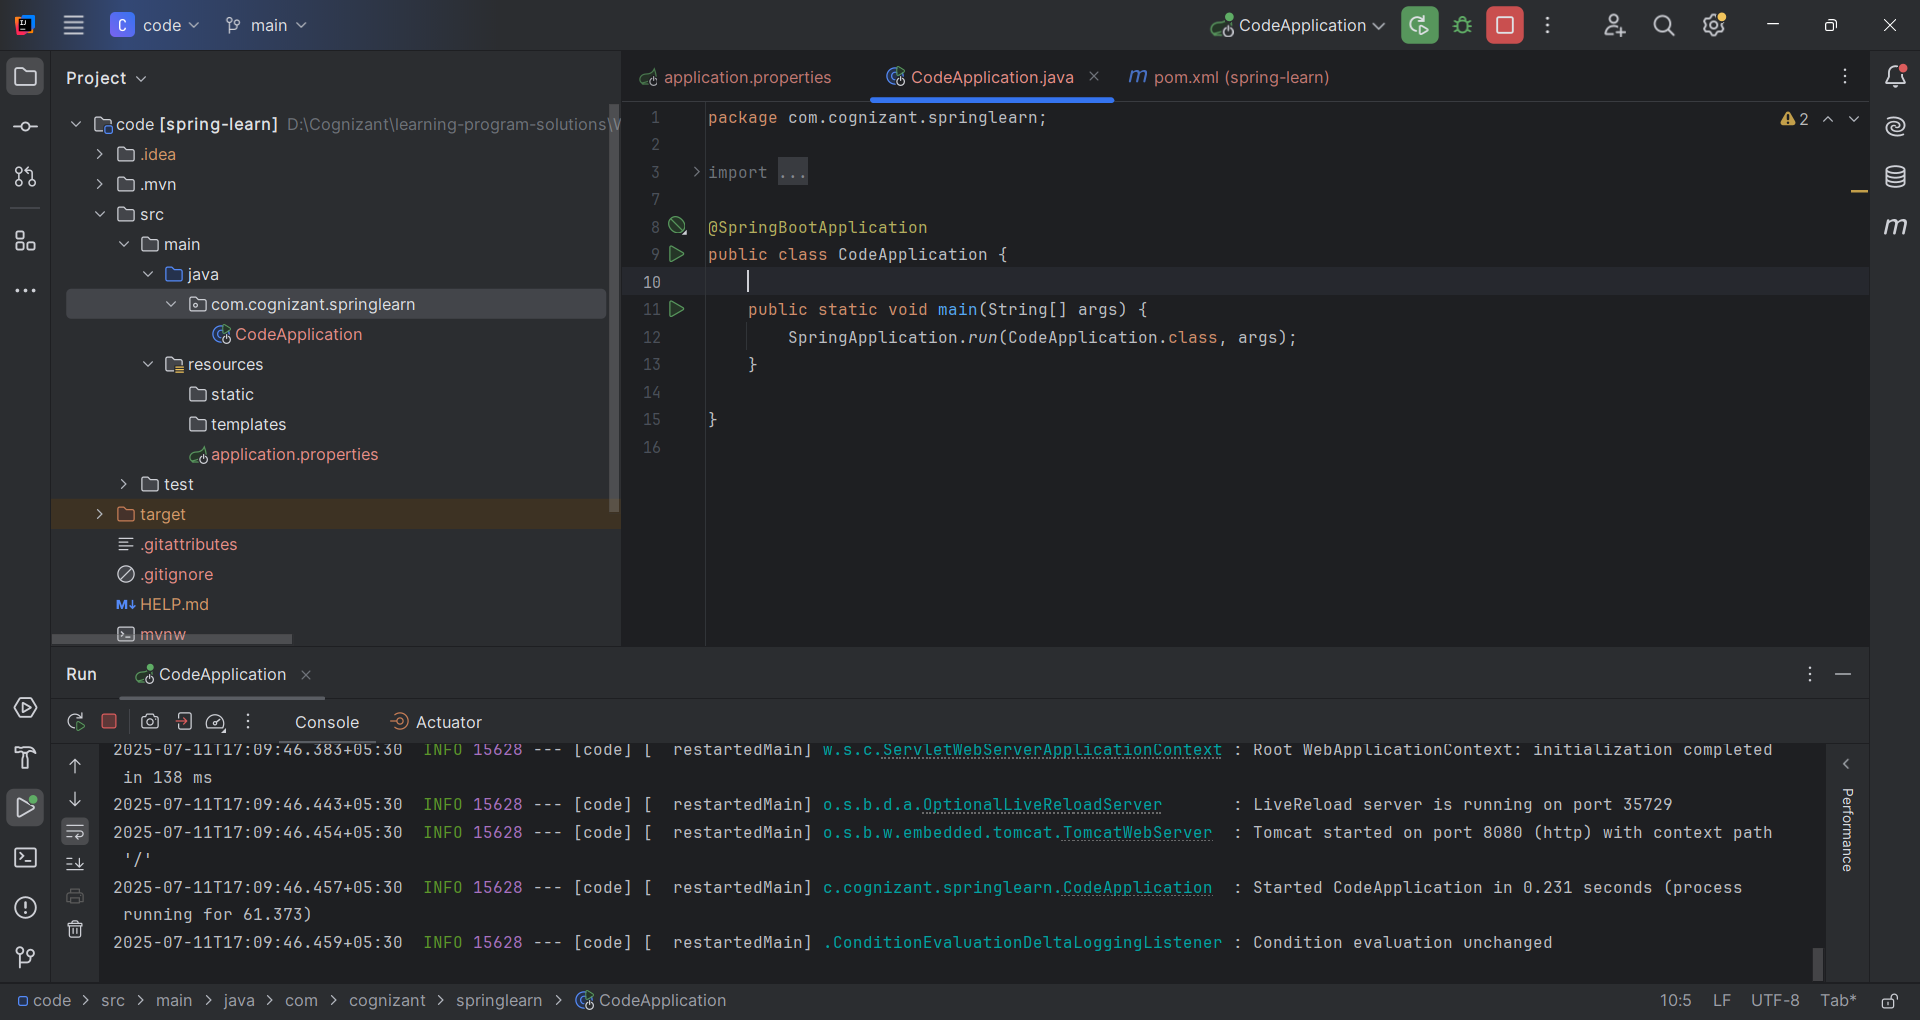 C code main CodeApplication
Project
code [spring-learn] D:\Cognizant\learning-program-solutions\
.idea
.mvn
src
main
java
com.cognizant.springlearn
CodeApplication
resources
static
templates
application.properties
test
target
.gitattributes
.gitignore
M↓ HELP.md
mvnw
application.properties CodeApplication.java m pom.xml (spring-learn)
2
1 package com.cognizant.springlearn;
2
3 import ...
7
8 @SpringBootApplication
9 public class CodeApplication {
10
11 public static void main(String[] args) {
12 SpringApplication.run(CodeApplication.class, args);
13 }
14
15 }
16
m
Run CodeApplication
Console Actuator
2025-07-11T17:09:46.383+05:30 INFO 15628 --- [code] [ restartedMain] w.s.c.ServletWebServerApplicationContext : Root WebApplicationContext: initialization completed
in 138 ms
2025-07-11T17:09:46.443+05:30 INFO 15628 --- [code] [ restartedMain] o.s.b.d.a.OptionalLiveReloadServer : LiveReload server is running on port 35729
2025-07-11T17:09:46.454+05:30 INFO 15628 --- [code] [ restartedMain] o.s.b.w.embedded.tomcat.TomcatWebServer : Tomcat started on port 8080 (http) with context path
'/'
2025-07-11T17:09:46.457+05:30 INFO 15628 --- [code] [ restartedMain] c.cognizant.springlearn.CodeApplication : Started CodeApplication in 0.231 seconds (process
running for 61.373)
2025-07-11T17:09:46.459+05:30 INFO 15628 --- [code] [ restartedMain] .ConditionEvaluationDeltaLoggingListener : Condition evaluation unchanged
Performance
code > src > main > java > com > cognizant > springlearn > CodeApplication
10:5 LF UTF-8 Tab*